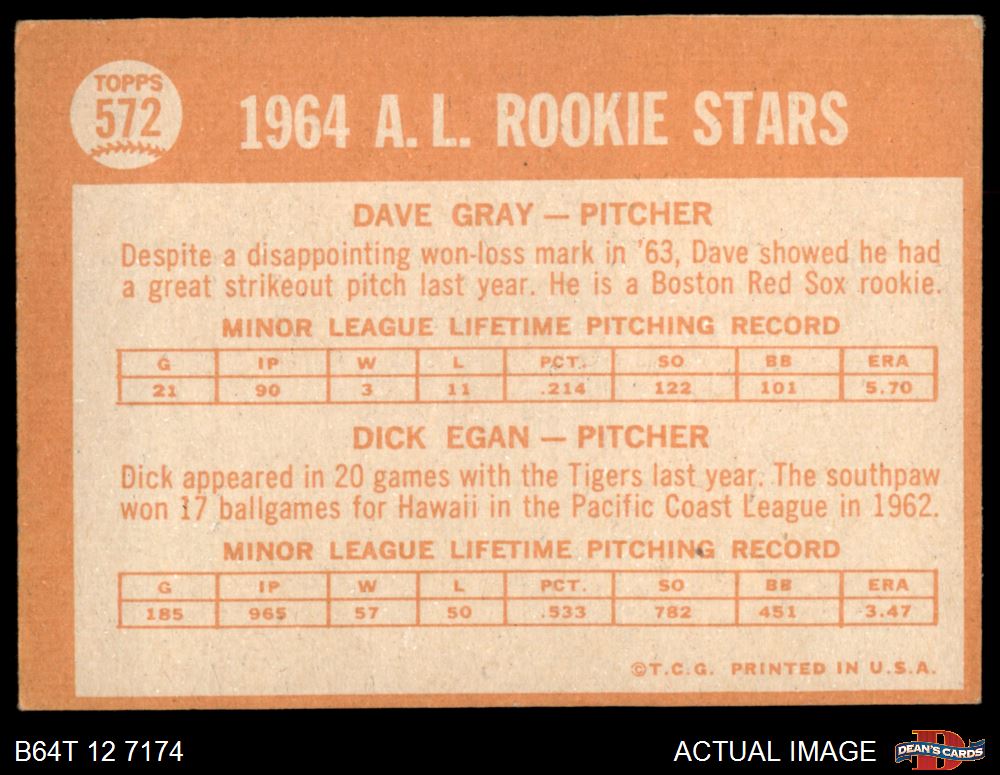 TOPPS
572
1964 A. L. ROOKIE STARS
DAVE GRAY — PITCHER
Despite a disappointing won-loss mark in '63, Dave showed he had
a great strikeout pitch last year. He is a Boston Red Sox rookie.
MINOR LEAGUE LIFETIME PITCHING RECORD
G IP W L PCT. SO BB ERA
21 90 3 11 .214 122 101 5.70
DICK EGAN — PITCHER
Dick appeared in 20 games with the Tigers last year. The southpaw
won 17 ballgames for Hawaii in the Pacific Coast League in 1962.
MINOR LEAGUE LIFETIME PITCHING RECORD
G IP W L PCT. SO BB ERA
185 965 57 50 .533 782 451 3.47
©T.C.G. PRINTED IN U.S.A.
B64T 12 7174
ACTUAL IMAGE
D
DEAN'S CARDS